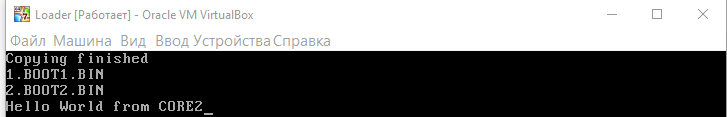 Loader [Работает] - Oracle VM VirtualBox
Файл Машина Вид Ввод Устройства Справка
Copying finished
1.BOOT1.BIN
2.BOOT2.BIN
Hello World from CORE2_